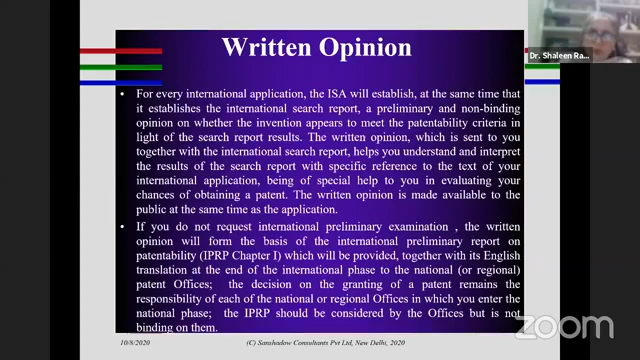 Written Opinion
Dr. Shaleen Ra...
• For every international application, the ISA will establish, at the same time that
it establishes the international search report, a preliminary and non-binding
opinion on whether the invention appears to meet the patentability criteria in
light of the search report results. The written opinion, which is sent to you
together with the international search report, helps you understand and interpret
the results of the search report with specific reference to the text of your
international application, being of special help to you in evaluating your
chances of obtaining a patent. The written opinion is made available to the
public at the same time as the application.
• If you do not request international preliminary examination , the written
opinion will form the basis of the international preliminary report on
patentability (IPRP Chapter I) which will be provided, together with its English
translation at the end of the international phase to the national (or regional)
patent Offices; the decision on the granting of a patent remains the
responsibility of each of the national or regional Offices in which you enter the
national phase; the IPRP should be considered by the Offices but is not
binding on them.
10/8/2020
(C) Sanshadow Consultants Pvt Ltd, New Delhi, 2020
zoom